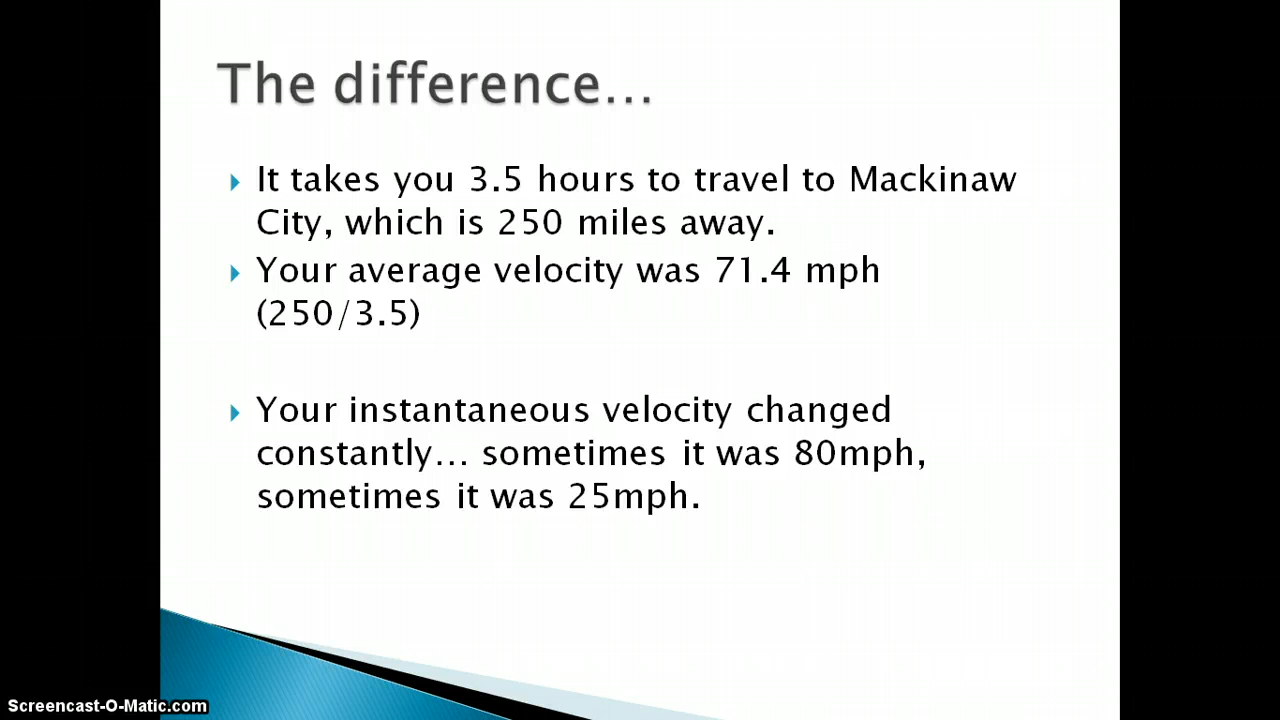 The difference...
It takes you 3.5 hours to travel to Mackinaw
City, which is 250 miles away.
Your average velocity was 71.4 mph
(250/3.5)
Your instantaneous velocity changed
constantly... sometimes it was 80mph,
sometimes it was 25mph.
Screencast-O-Matic.com